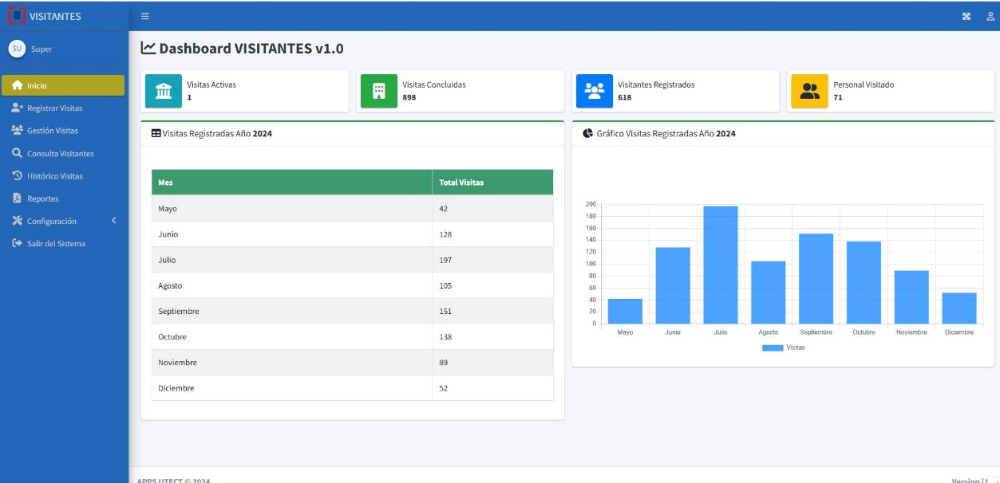 VISITANTES
SU Super
Inicio
Registrar Visitas
Gestión Visitas
Consulta Visitantes
Histórico Visitas
Reportes
Configuración
Salir del Sistema
Dashboard VISITANTES v1.0
Visitas Activas
1
Visitas Concluidas
898
Visitantes Registrados
618
Personal Visitado
71
Visitas Registradas Año 2024
Mes Total Visitas
Mayo 42
Junio 128
Julio 197
Agosto 105
Septiembre 151
Octubre 138
Noviembre 89
Diciembre 52
Gráfico Visitas Registradas Año 2024
200
180
160
140
120
100
80
60
40
20
0
Mayo Junio Julio Agosto Septiembre Octubre Noviembre Diciembre
Visitas
APPS UTECT © 2024
Version [1